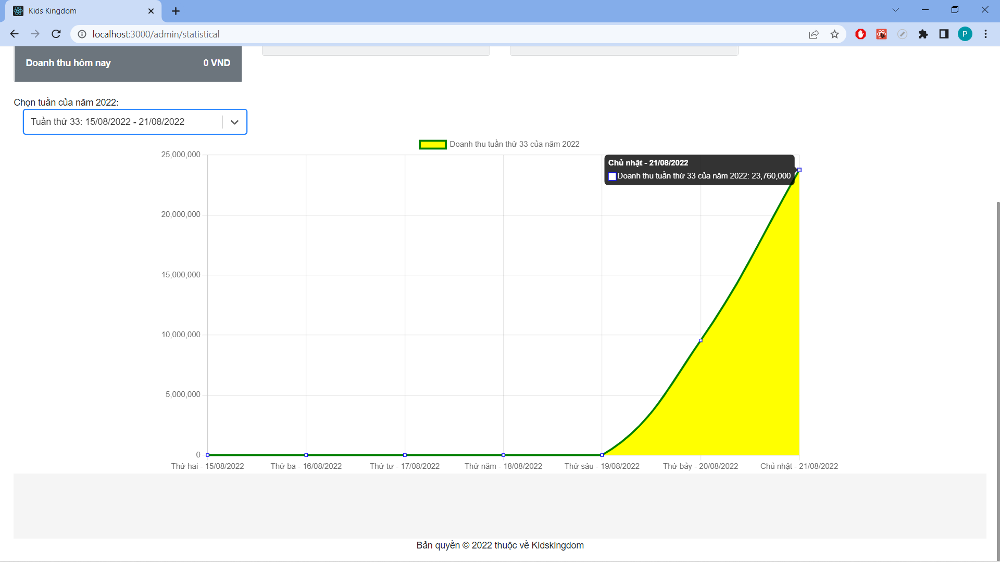 Kids Kingdom
localhost:3000/admin/statistical
P
Doanh thu hôm nay 0 VND
Chọn tuần của năm 2022:
Tuần thứ 33: 15/08/2022 - 21/08/2022
Doanh thu tuần thứ 33 của năm 2022
25,000,000
Chủ nhật - 21/08/2022
Doanh thu tuần thứ 33 của năm 2022: 23,760,000
20,000,000
15,000,000
10,000,000
5,000,000
0
Thứ hai - 15/08/2022 Thứ ba - 16/08/2022 Thứ tư - 17/08/2022 Thứ năm - 18/08/2022 Thứ sáu - 19/08/2022 Thứ bảy - 20/08/2022 Chủ nhật - 21/08/2022
Bản quyền © 2022 thuộc về Kidskingdom